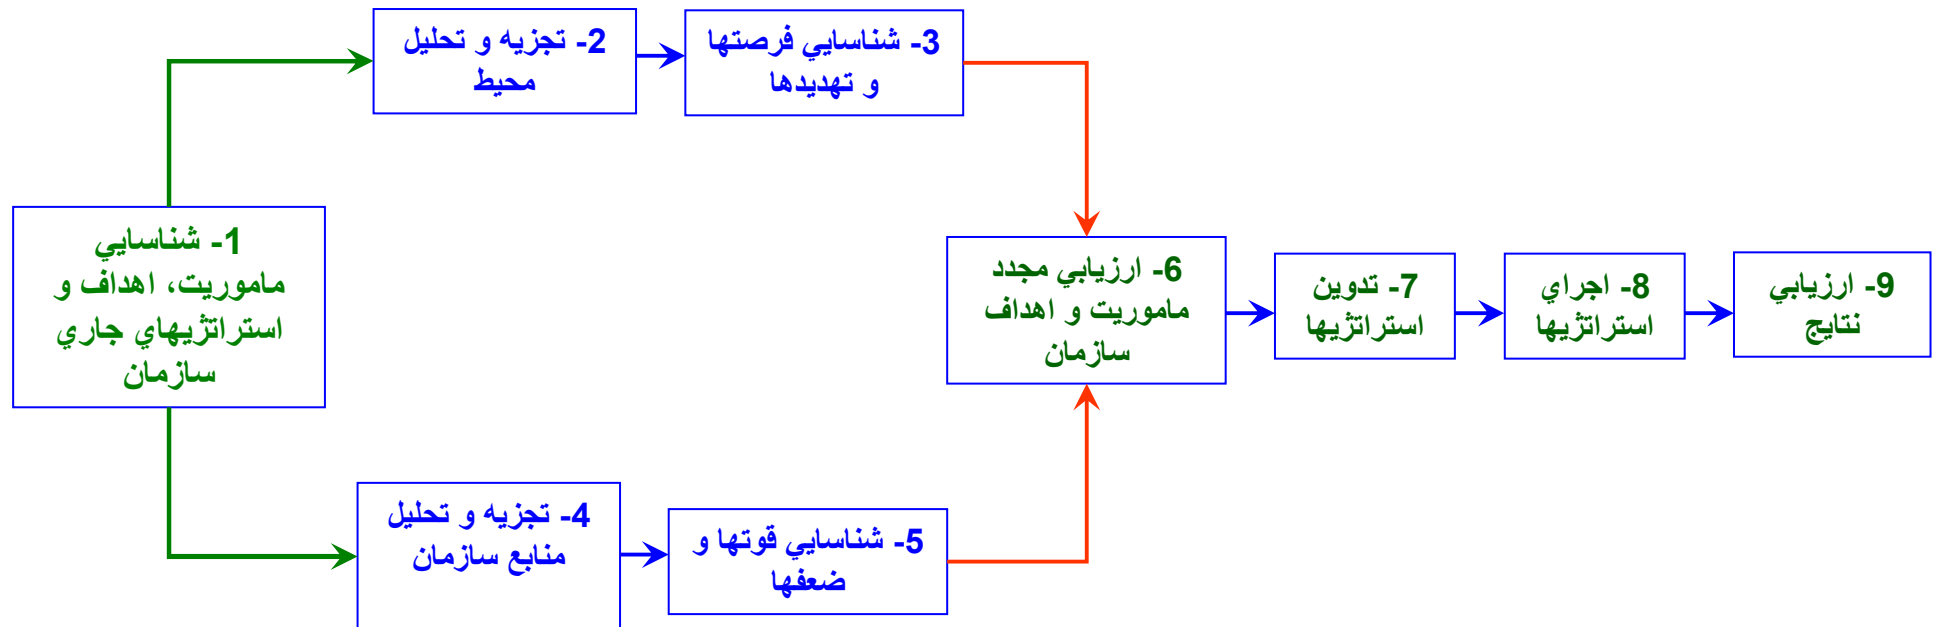 1- شناسايي
ماموريت، اهداف و
استراتژيهاي جاري
سازمان
2- تجزيه و تحليل
محيط
3- شناسايي فرصتها
و تهديدها
4- تجزيه و تحليل
منابع سازمان
5- شناسايي قوتها و
ضعفها
6- ارزيابي مجدد
ماموريت و اهداف
سازمان
7- تدوين
استراتژيها
8- اجراي
استراتژيها
9- ارزيابي
نتايج